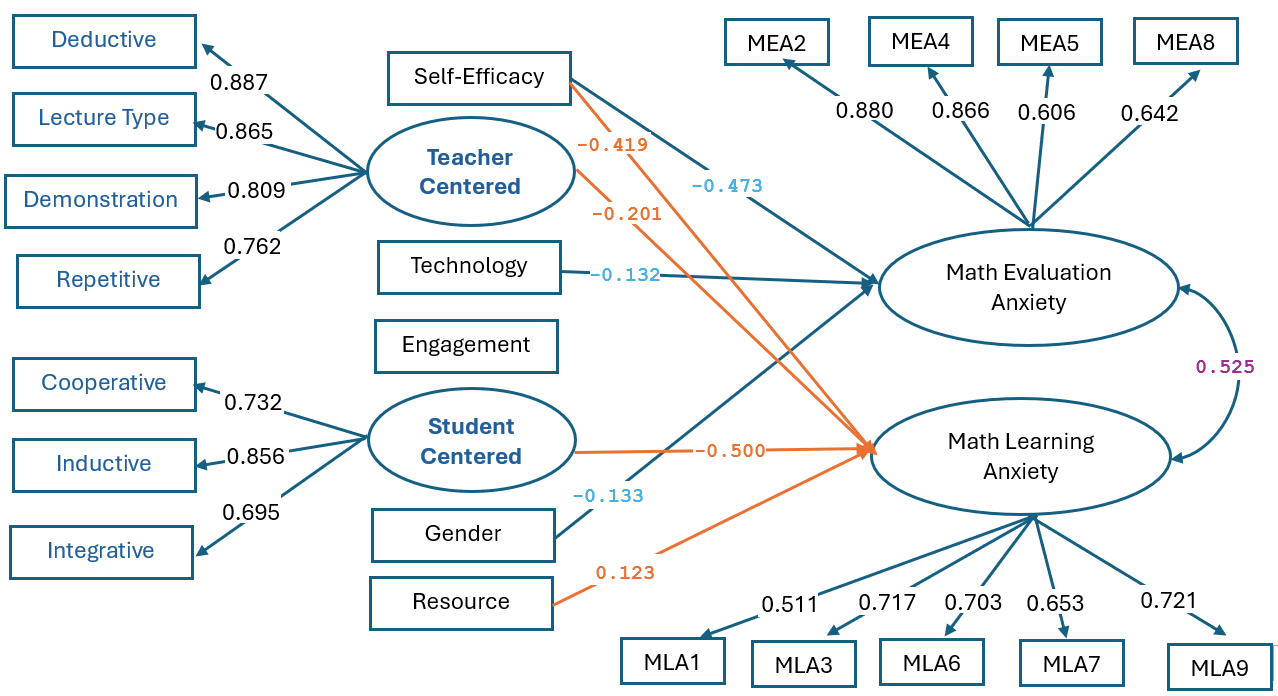 Deductive
0.887
Lecture Type
0.865
Demonstration
0.809
Repetitive
0.762
Cooperative
0.732
Inductive
0.856
Integrative
0.695
Self-Efficacy
Teacher
Centered
Technology
Engagement
Student
Centered
Gender
Resource
-0.419
-0.473
-0.201
-0.132
-0.500
-0.133
0.123
MEA2
MEA4
MEA5
MEA8
0.880
0.866
0.606
0.642
Math Evaluation
Anxiety
0.525
Math Learning
Anxiety
0.511
0.717
0.703
0.653
0.721
MLA1
MLA3
MLA6
MLA7
MLA9